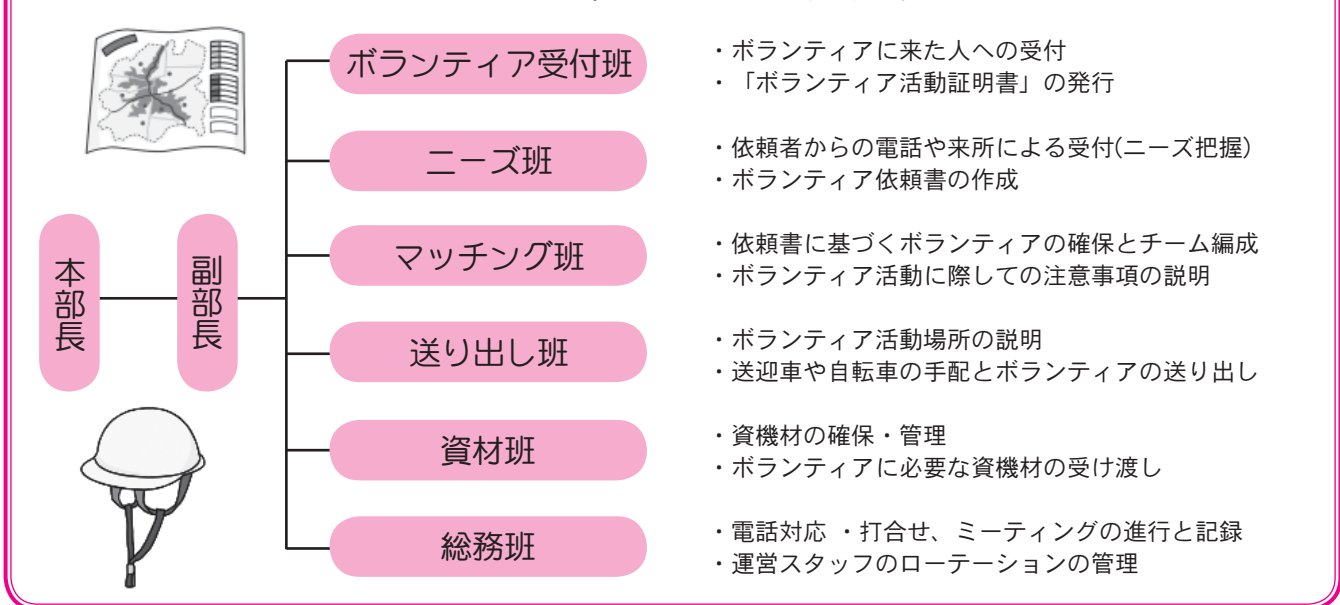 ボランティア受付班
・ボランティアに来た人への受付
・「ボランティア活動証明書」の発行
ニーズ班
・依頼者からの電話や来所による受付(ニーズ把握)
・ボランティア依頼書の作成
本部長
副部長
マッチング班
・依頼書に基づくボランティアの確保とチーム編成
・ボランティア活動に際しての注意事項の説明
送り出し班
・ボランティア活動場所の説明
・送迎車や自転車の手配とボランティアの送り出し
資材班
・資機材の確保・管理
・ボランティアに必要な資機材の受け渡し
総務班
・電話対応 ・打合せ、ミーティングの進行と記録
・運営スタッフのローテーションの管理